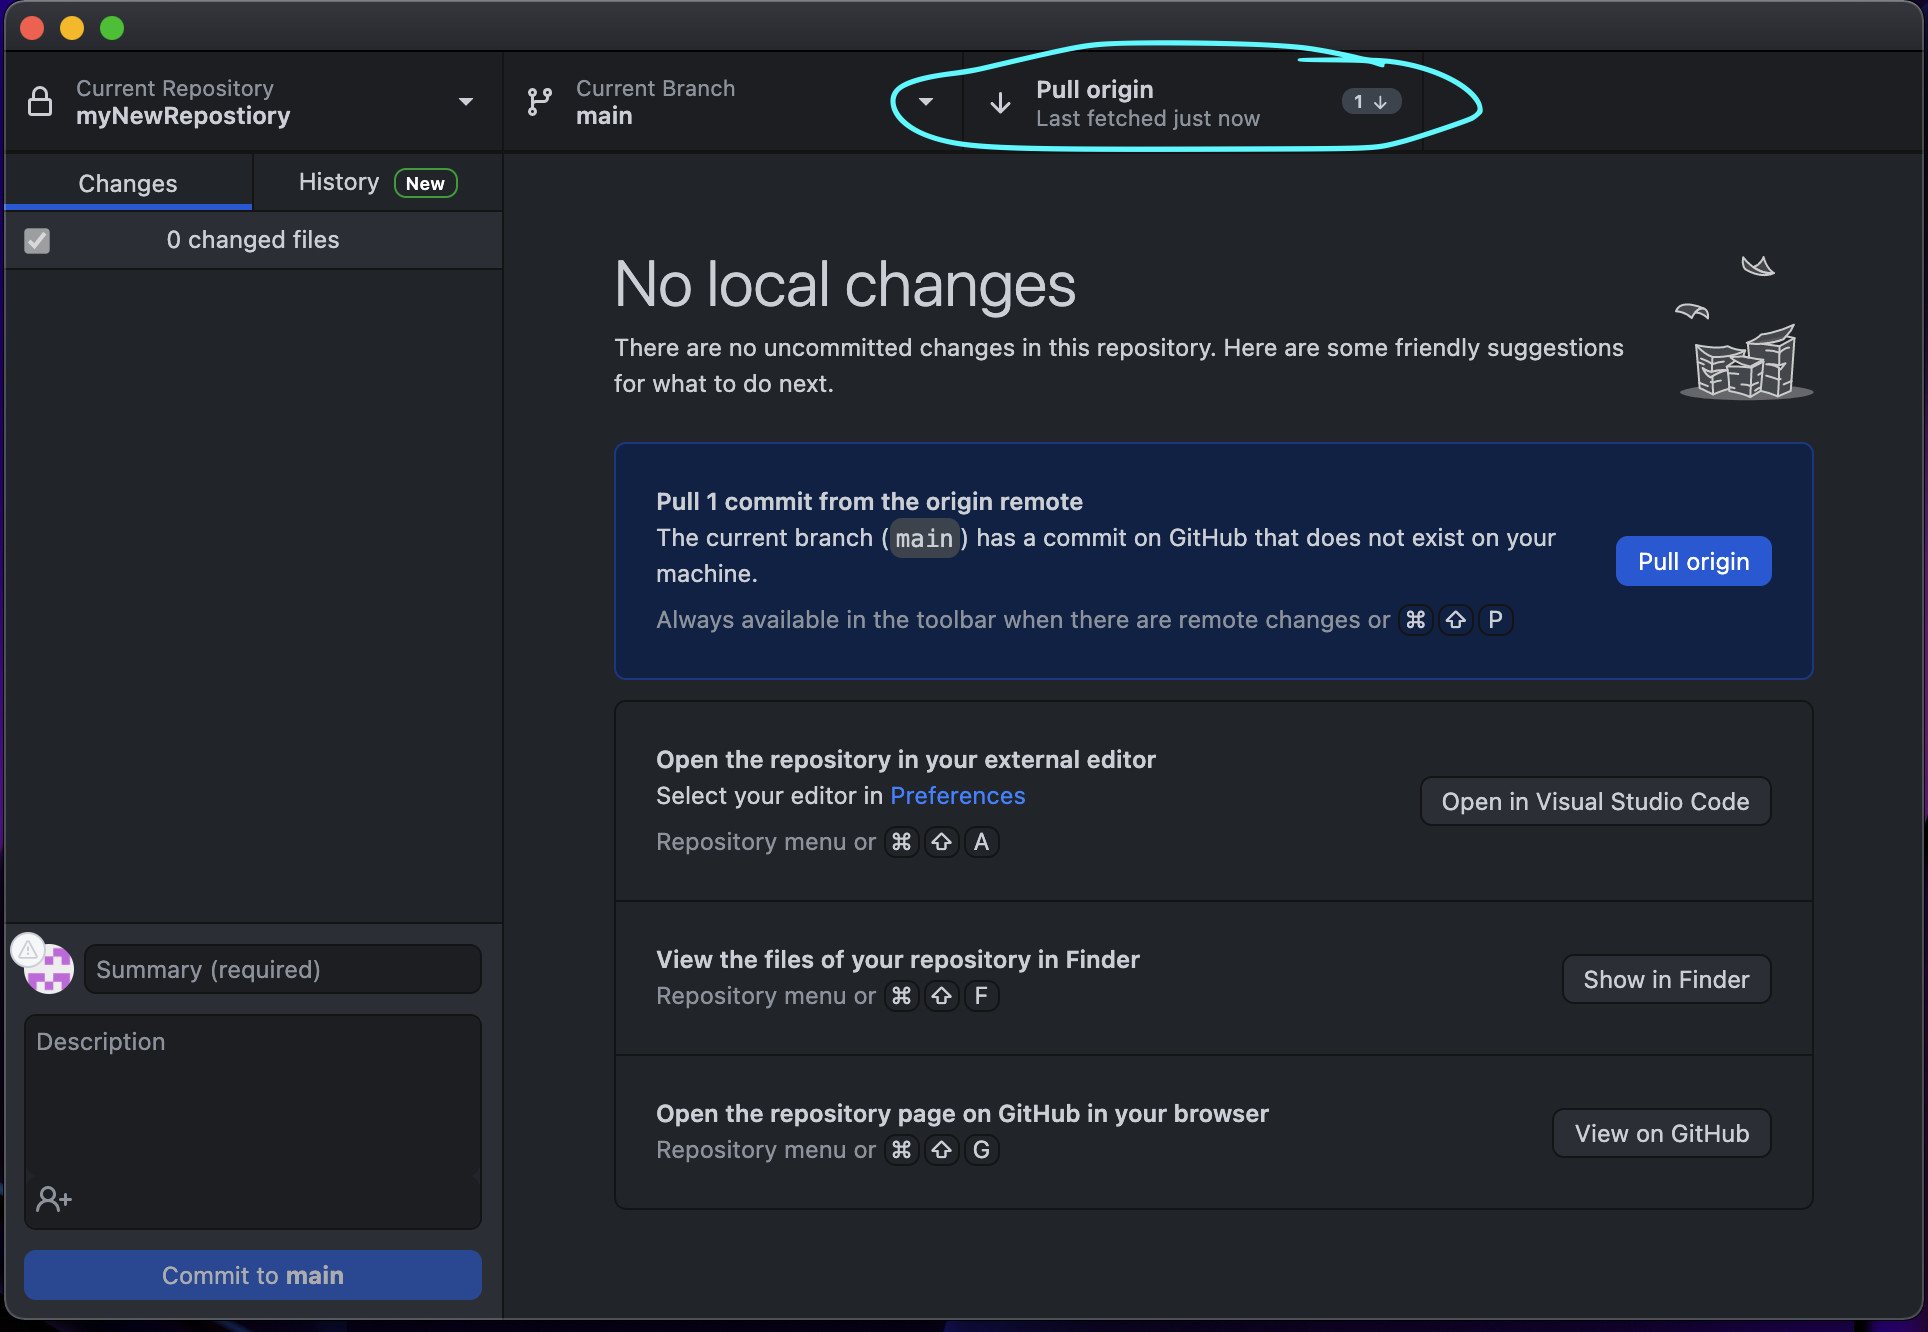 Current Repository
myNewRepostiory
Current Branch
main
Pull origin
Last fetched just now
1 ↓
Changes
History New
0 changed files
No local changes
There are no uncommitted changes in this repository. Here are some friendly suggestions
for what to do next.
Pull 1 commit from the origin remote
The current branch (main) has a commit on GitHub that does not exist on your
machine.
Always available in the toolbar when there are remote changes or ⌘ ⇧ P
Pull origin
Open the repository in your external editor
Select your editor in Preferences
Repository menu or ⌘ ⇧ A
Open in Visual Studio Code
View the files of your repository in Finder
Repository menu or ⌘ ⇧ F
Show in Finder
Open the repository page on GitHub in your browser
Repository menu or ⌘ ⇧ G
View on GitHub
Summary (required)
Description
Commit to main